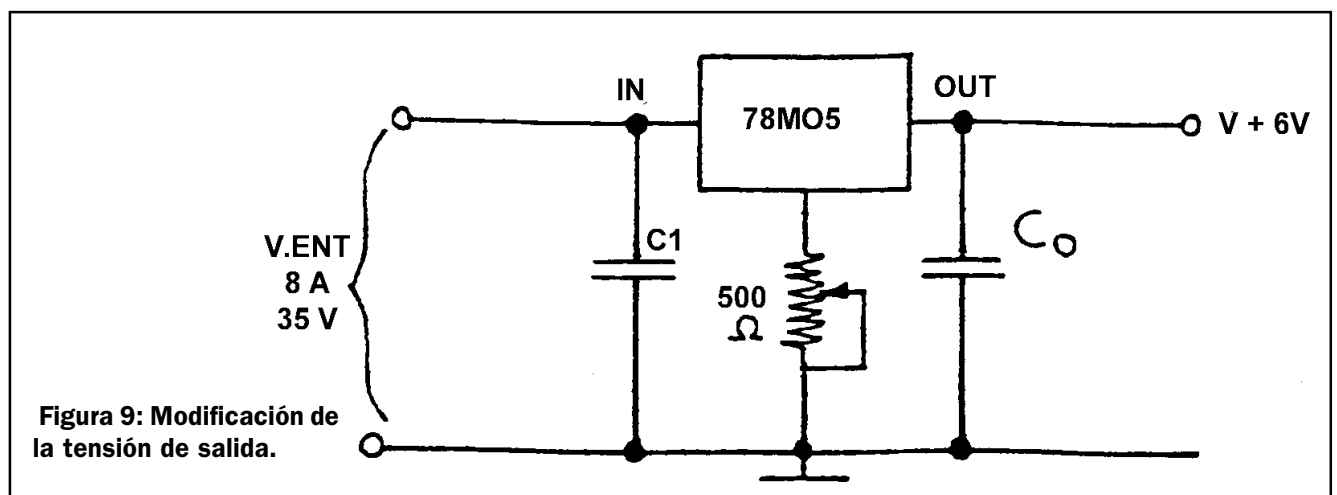 IN
OUT
78MO5
V + 6V
V.ENT
8 A
35 V
C1
500
Ω
Co
Figura 9: Modificación de
la tensión de salida.